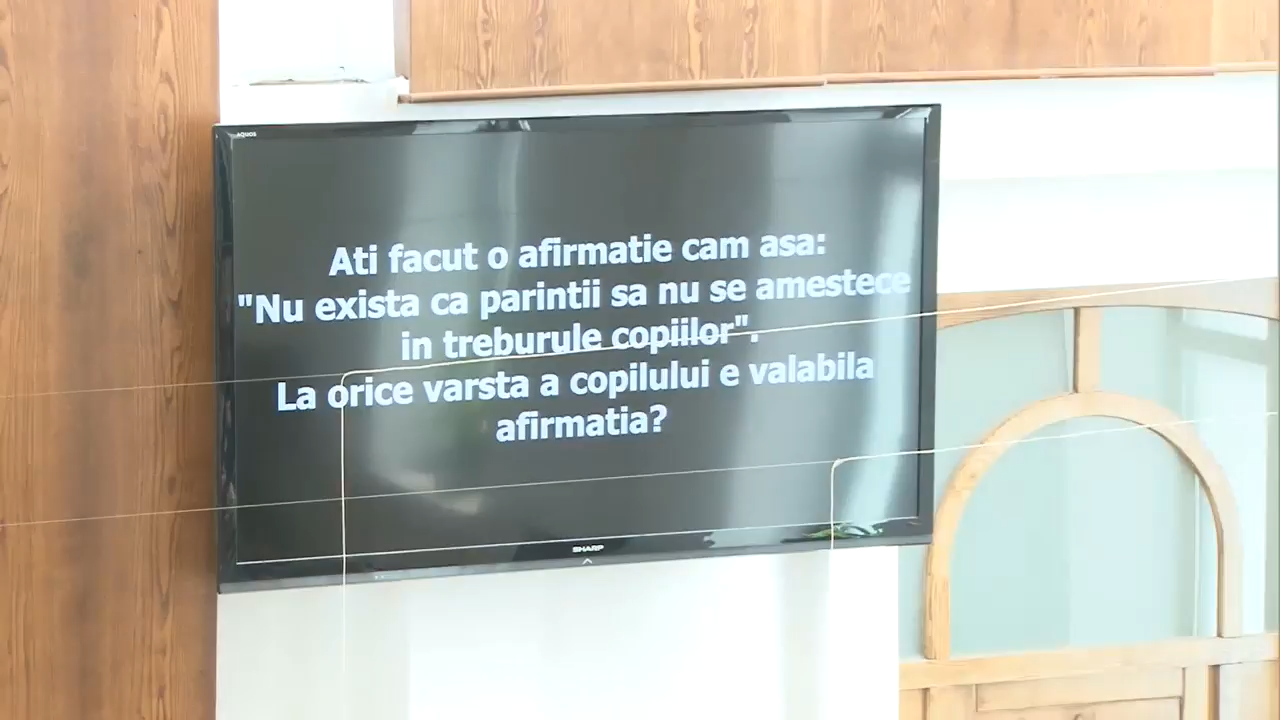 AQUOS
Ati facut o afirmatie cam asa:
"Nu exista ca parintii sa nu se amestece
in treburule copiilor".
La orice varsta a copilului e valabila
afirmatia?
SHARP